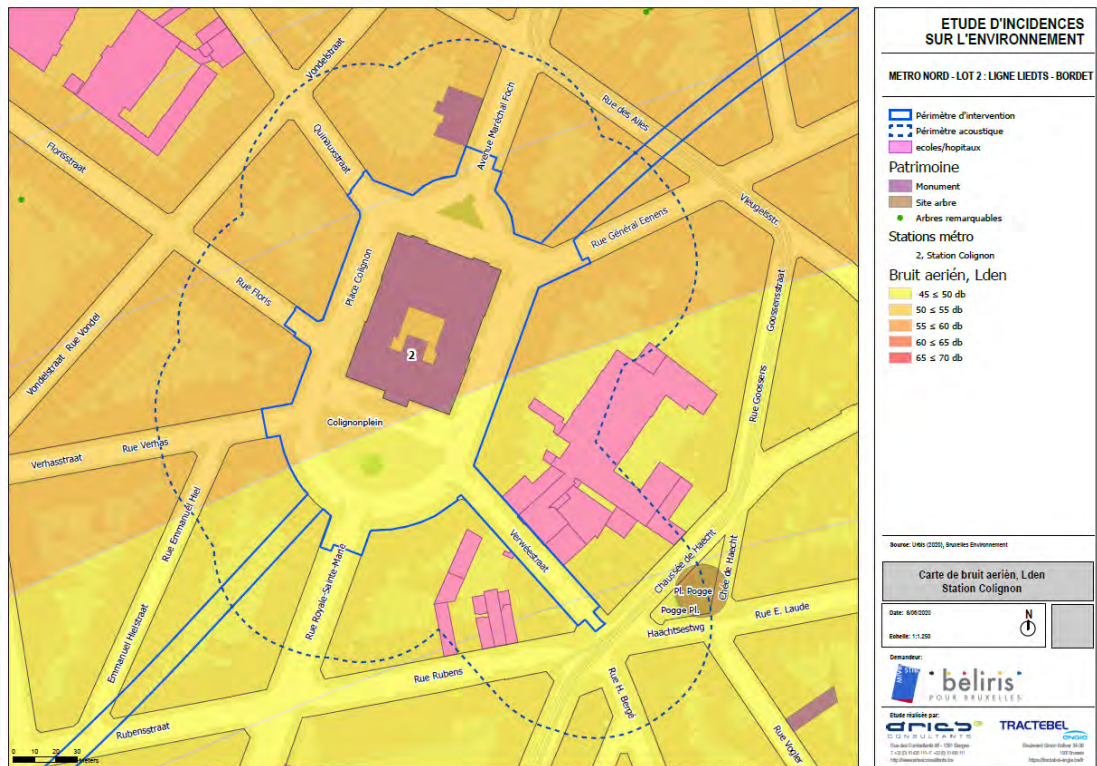 Vondelstraat
Quinauxstraat
Avenue Maréchal Foch
Rue des Ailes
Florisstraat
Vleugelsstr.
Rue Général Eenens
Place Colignon
Rue Floris
Goossensstraat
Vondelstraat
Rue Vondel
2
Rue Goossens
Colignonplein
Rue Verhas
Verhasstraat
Rue Emmanuel Hiel
Verwéestraat
Chaussée de Haecht
Chée de Haecht
Pl. Pogge
Pogge Pl.
Rue E. Laude
Haachtsestwg
Rue Royale-Sainte-Marie
Emmanuel Hielstraat
Rue Rubens
Rue H. Bergé
Rubensstraat
Rue Vogler
0 10 20 30
Meters
ETUDE D'INCIDENCES
SUR L'ENVIRONNEMENT
METRO NORD - LOT 2 : LIGNE LIEDTS - BORDET
Périmètre d'intervention
Périmètre acoustique
ecoles/hopitaux
Patrimoine
Monument
Site arbre
Arbres remarquables
Stations métro
2, Station Colignon
Bruit aerién, Lden
45 ≤ 50 db
50 ≤ 55 db
55 ≤ 60 db
60 ≤ 65 db
65 ≤ 70 db
Source: Urbis (2020), Bruxelles Environnement
Carte de bruit aerièn, Lden
Station Colignon
Date: 8/06/2020
N
Echelle: 1:1.250
Demandeur:
beliris
POUR BRUXELLES
Etude réalisée par:
aries
CONSULTANTS
TRACTEBEL
ENGIE